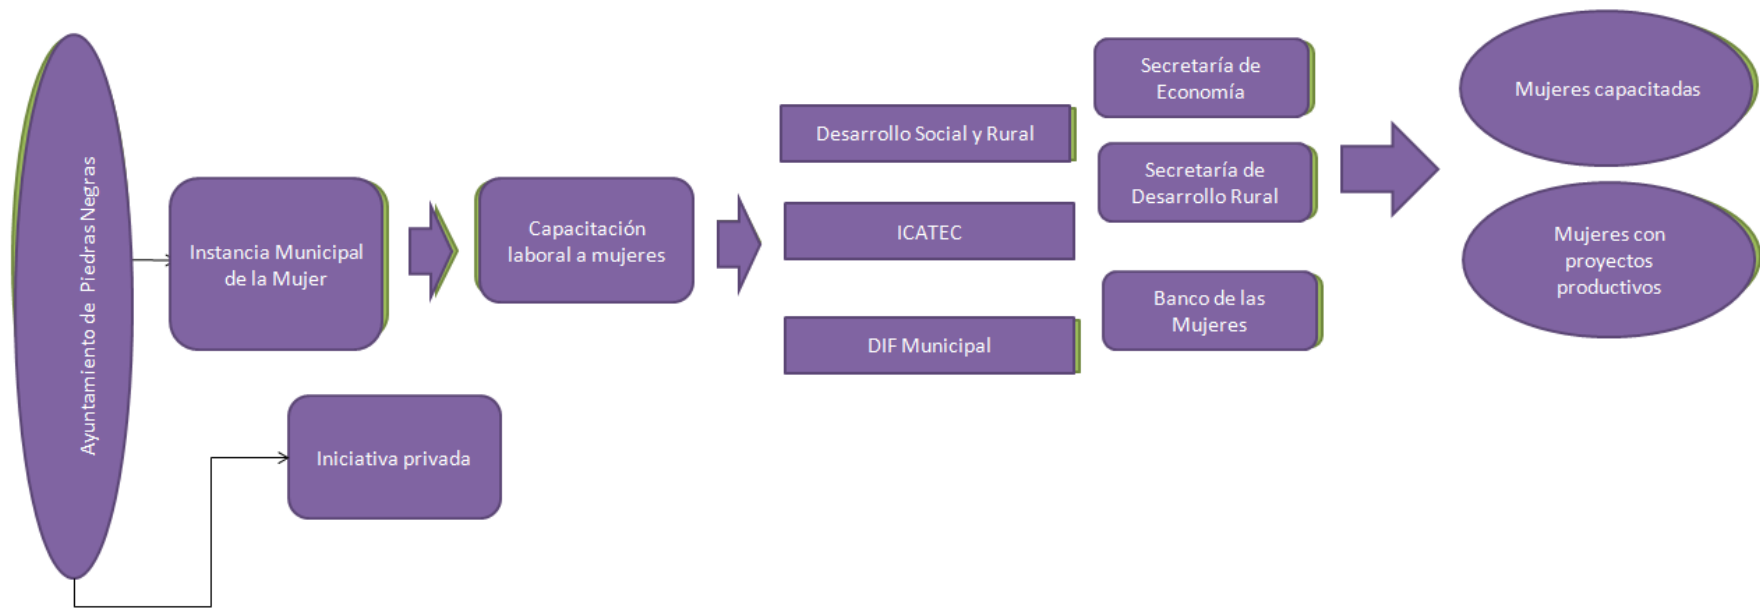 Ayuntamiento de Piedras Negras
Instancia Municipal
de la Mujer
Iniciativa privada
Capacitación
laboral a mujeres
Desarrollo Social y Rural
ICATEC
DIF Municipal
Secretaría de
Economía
Secretaría de
Desarrollo Rural
Banco de las
Mujeres
Mujeres capacitadas
Mujeres con
proyectos
productivos